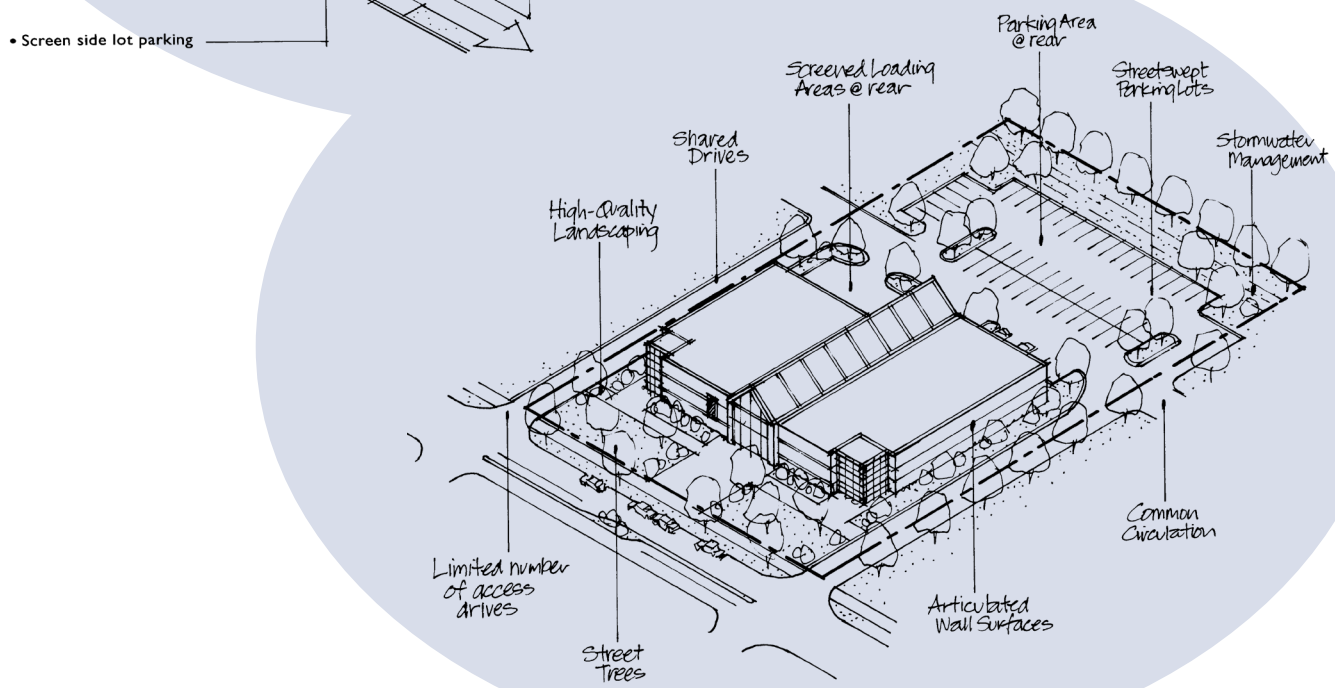 • Screen side lot parking
Parking Area
@ rear
Screened Loading
Areas @ rear
Streetswept
Parking Lots
Shared
Drives
Stormwater
Management
High-Quality
Landscaping
Common
Circulation
Limited number
of access
drives
Articulated
Wall Surfaces
Street
Trees